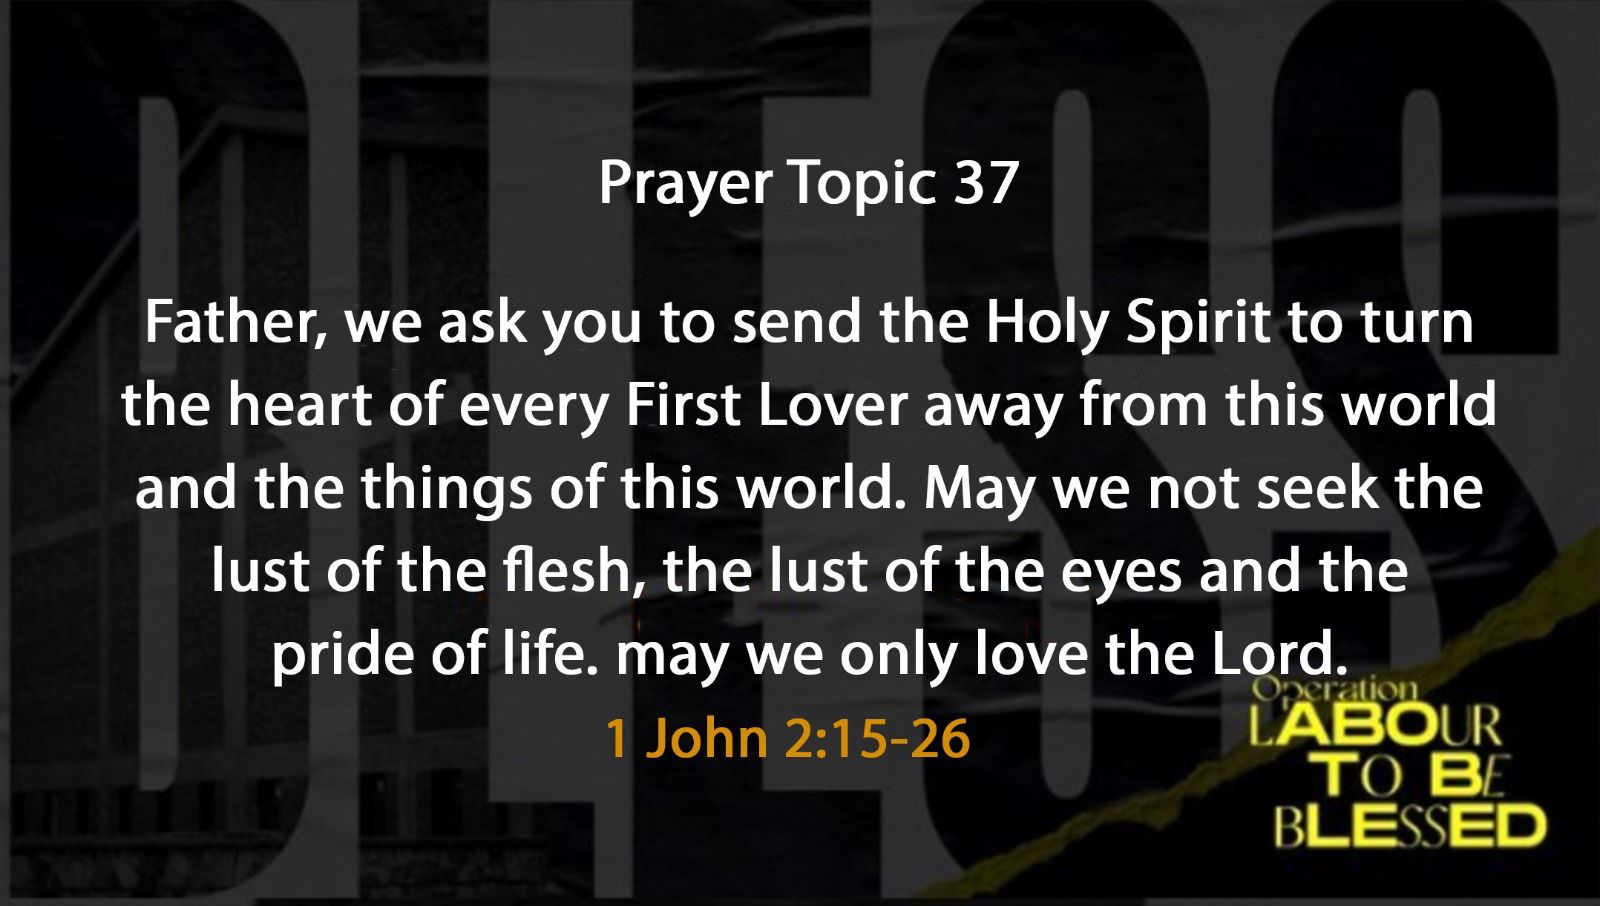 BLESS
Prayer Topic 37
Father, we ask you to send the Holy Spirit to turn
the heart of every First Lover away from this world
and the things of this world. May we not seek the
lust of the flesh, the lust of the eyes and the
pride of life. may we only love the Lord.
1 John 2:15-26
Operation
LABOUR
TO BE
BLESSED